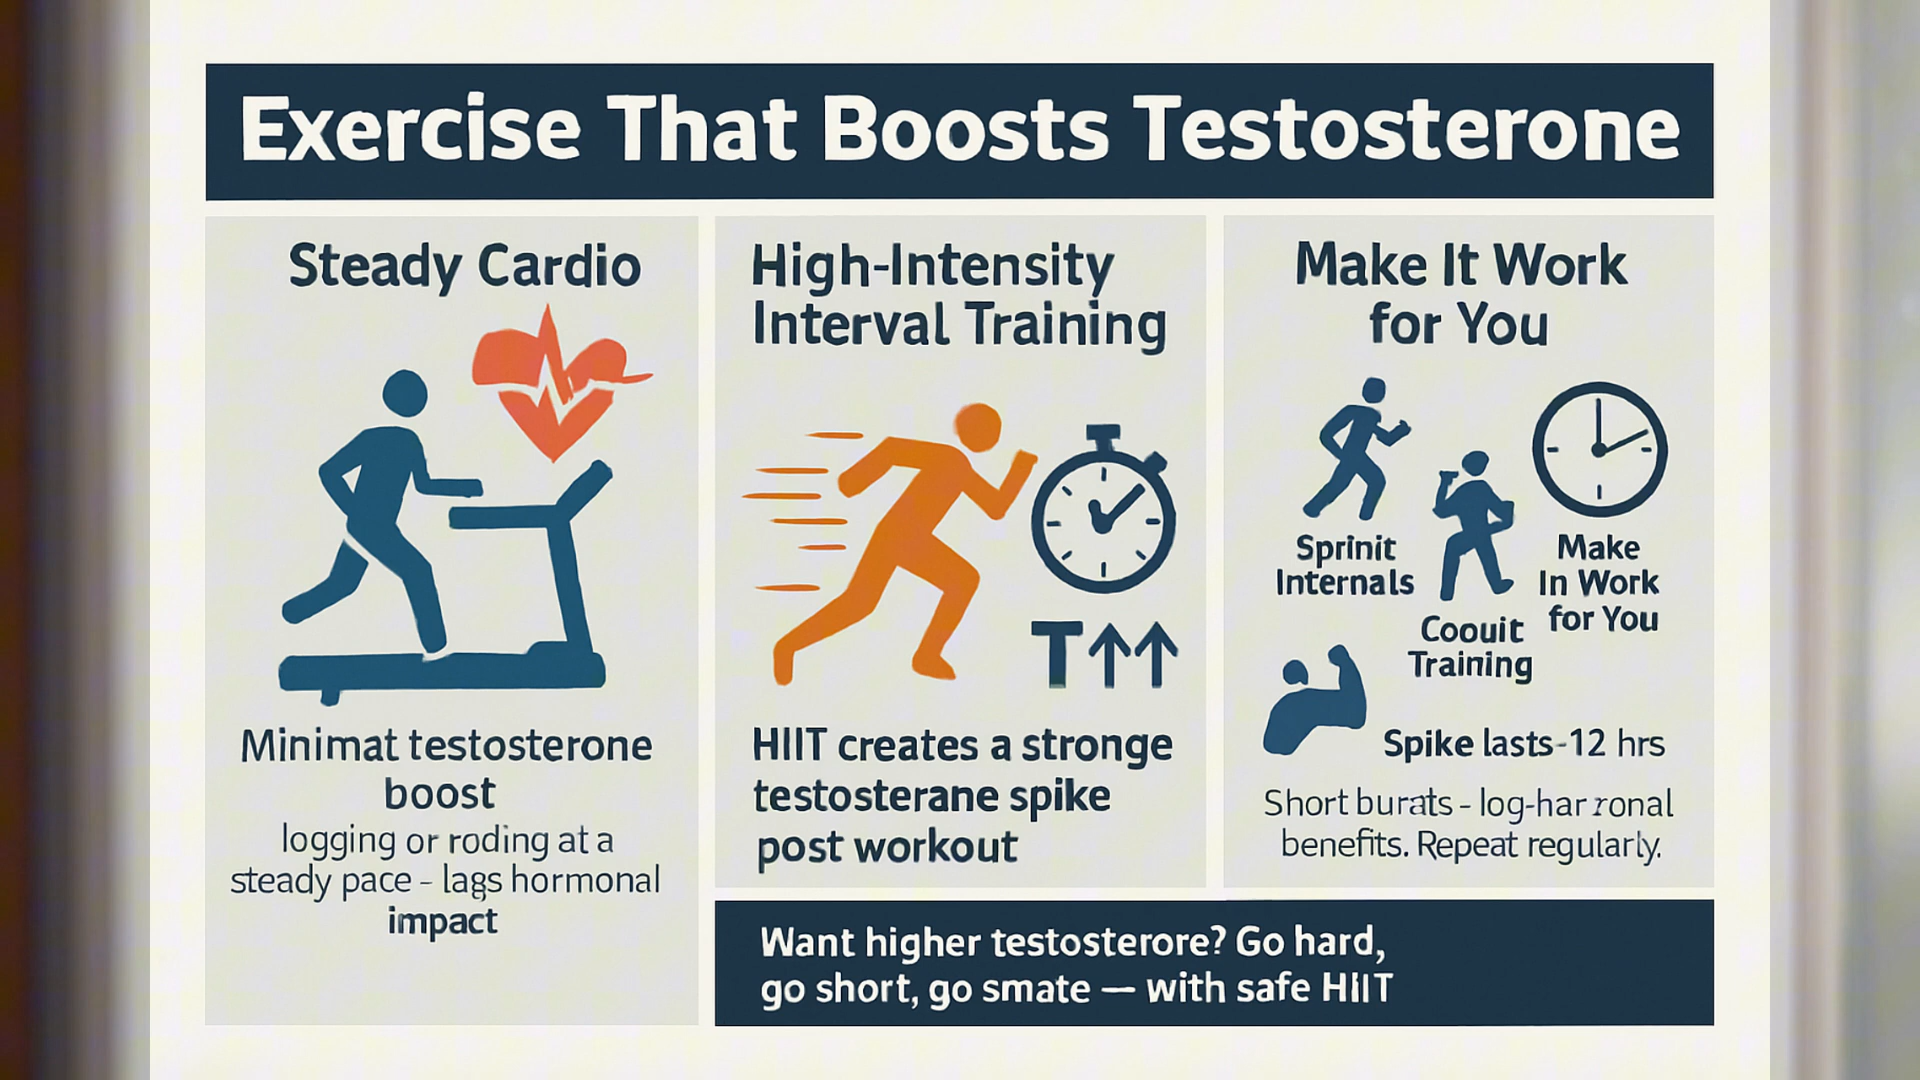 Exercise That Boosts Testosterone
Steady Cardio
Minimat testosterone
boost
logging or roding at a
steady pace - lags hormonal
impact
High-Intensity
Interval Training
T↑↑
HIIT creates a stronge
testosterane spike
post workout
Make It Work
for You
Sprinit
Internals
Coouit
Training
Make
In Work
for You
Spike lasts-12 hrs
Short burats - log-har ronal
benefits. Repeat regularly.
Want higher testosterore? Go hard,
go short, go smate — with safe HIIT